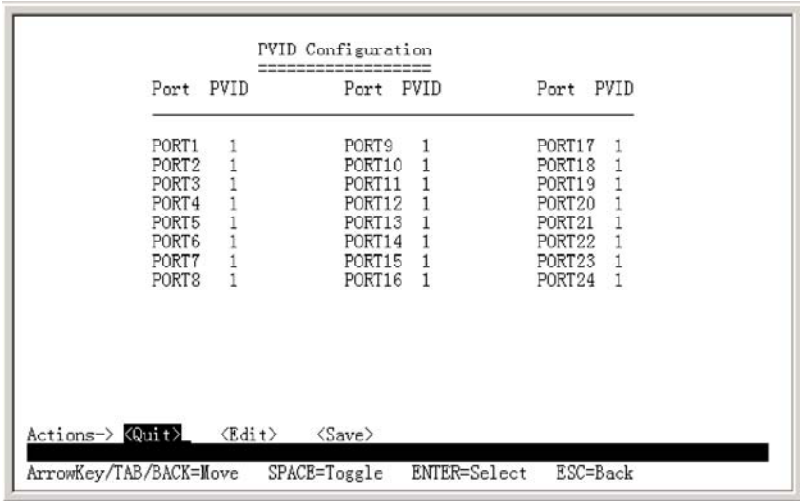 PVID Configuration
==================
Port PVID Port PVID Port PVID
PORT1 1 PORT9 1 PORT17 1
PORT2 1 PORT10 1 PORT18 1
PORT3 1 PORT11 1 PORT19 1
PORT4 1 PORT12 1 PORT20 1
PORT5 1 PORT13 1 PORT21 1
PORT6 1 PORT14 1 PORT22 1
PORT7 1 PORT15 1 PORT23 1
PORT8 1 PORT16 1 PORT24 1
Actions-> <Quit> <Edit> <Save>
ArrowKey/TAB/BACK=Move SPACE=Toggle ENTER=Select ESC=Back